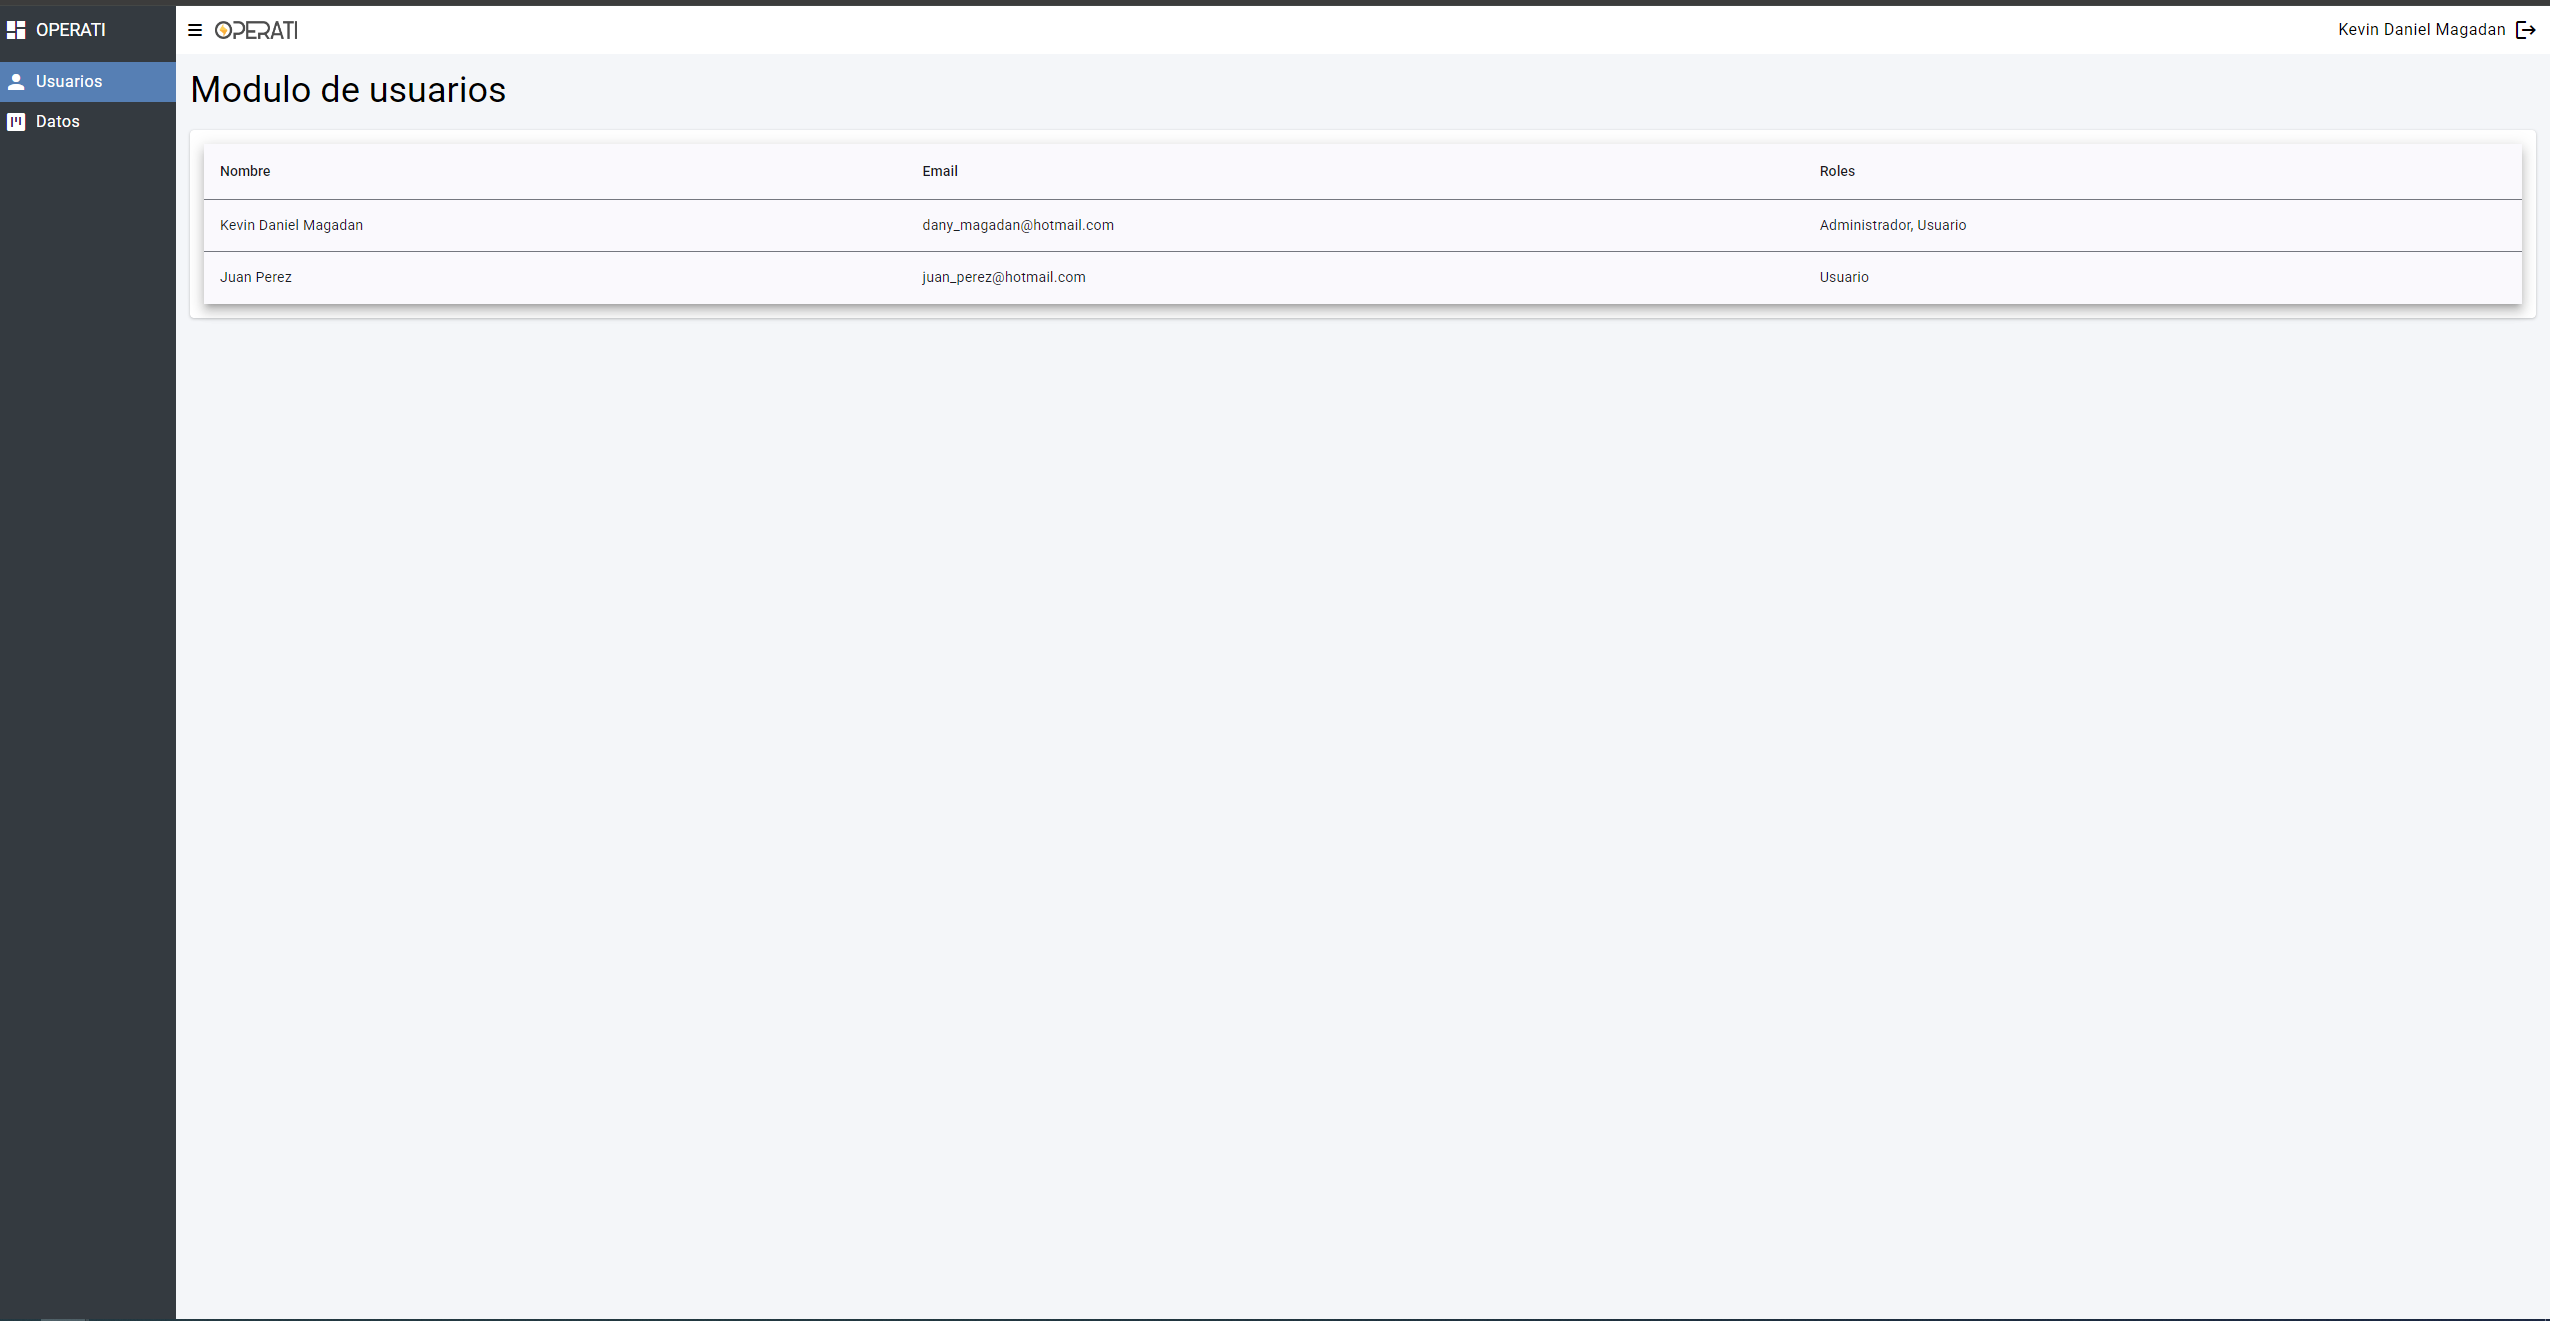 OPERATI
OPERATI
Kevin Daniel Magadan
Usuarios
Datos
Modulo de usuarios
Nombre Email Roles
Kevin Daniel Magadan dany_magadan@hotmail.com Administrador, Usuario
Juan Perez juan_perez@hotmail.com Usuario